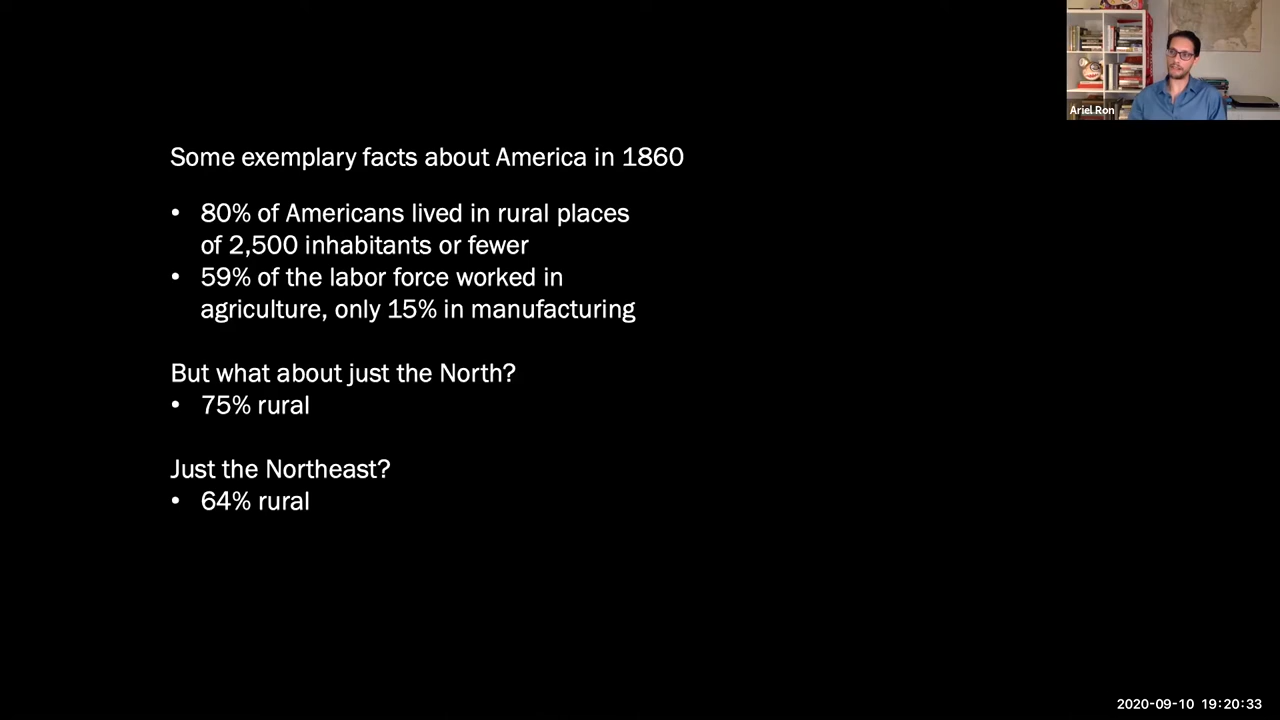 Ariel Ron
Some exemplary facts about America in 1860
• 80% of Americans lived in rural places
of 2,500 inhabitants or fewer
• 59% of the labor force worked in
agriculture, only 15% in manufacturing
But what about just the North?
• 75% rural
Just the Northeast?
• 64% rural
2020-09-10 19:20:33